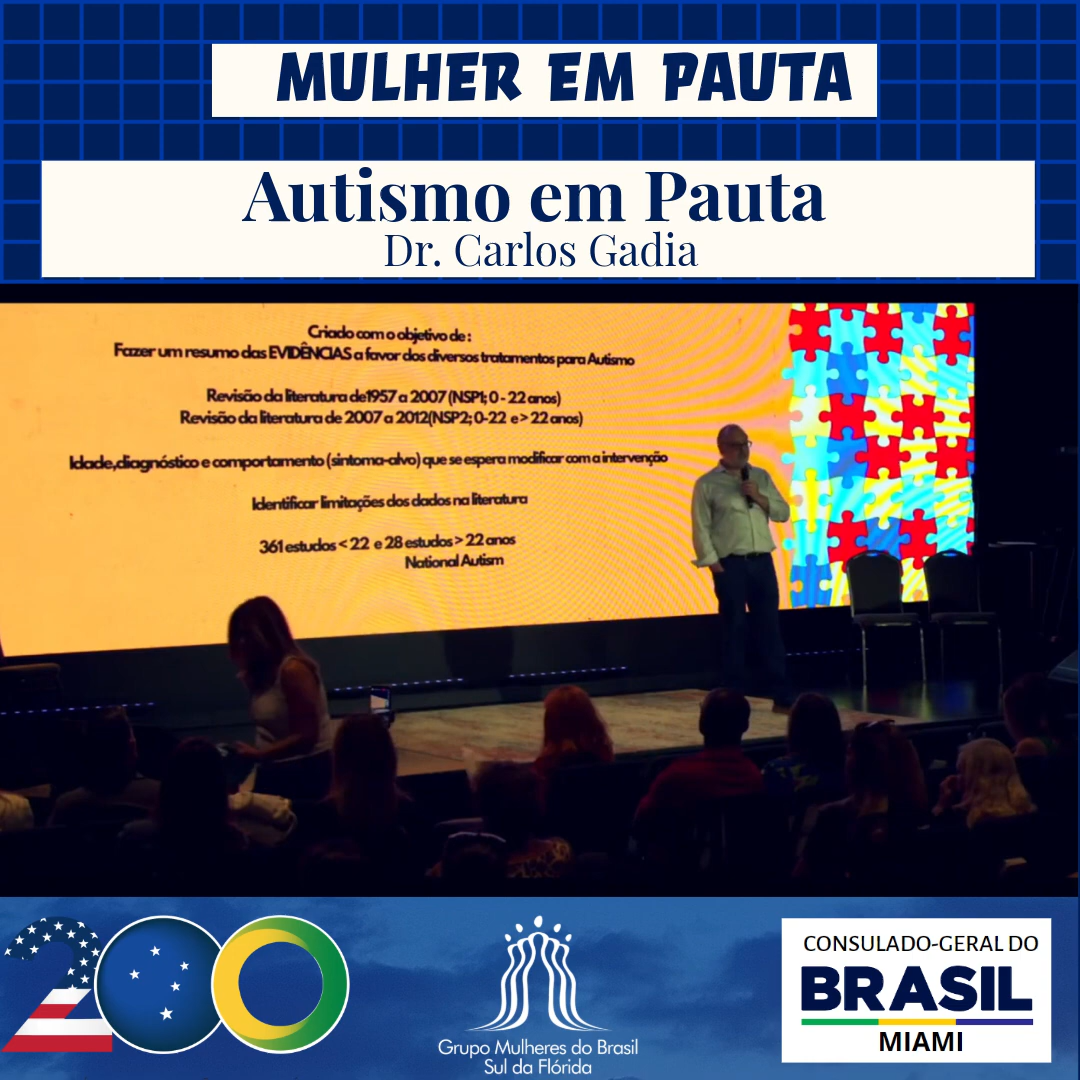 MULHER EM PAUTA
Autismo em Pauta
Dr. Carlos Gadia
Criado com o objetivo de :
Fazer um resumo das EVIDÊNCIAS a favor dos diversos tratamentos para Autismo
Revisão da literatura de1957 a 2007 (NSP1; 0 - 22 anos)
Revisão da literatura de 2007 a 2012(NSP2; 0-22 e > 22 anos)
Idade,diagnóstico e comportamento (sintoma-alvo) que se espera modificar com a intervenção
Identificar limitações dos dados na literatura
361 estudos < 22 e 28 estudos > 22 anos
National Autism
200
Grupo Mulheres do Brasil
Sul da Flórida
CONSULADO-GERAL DO
BRASIL
MIAMI